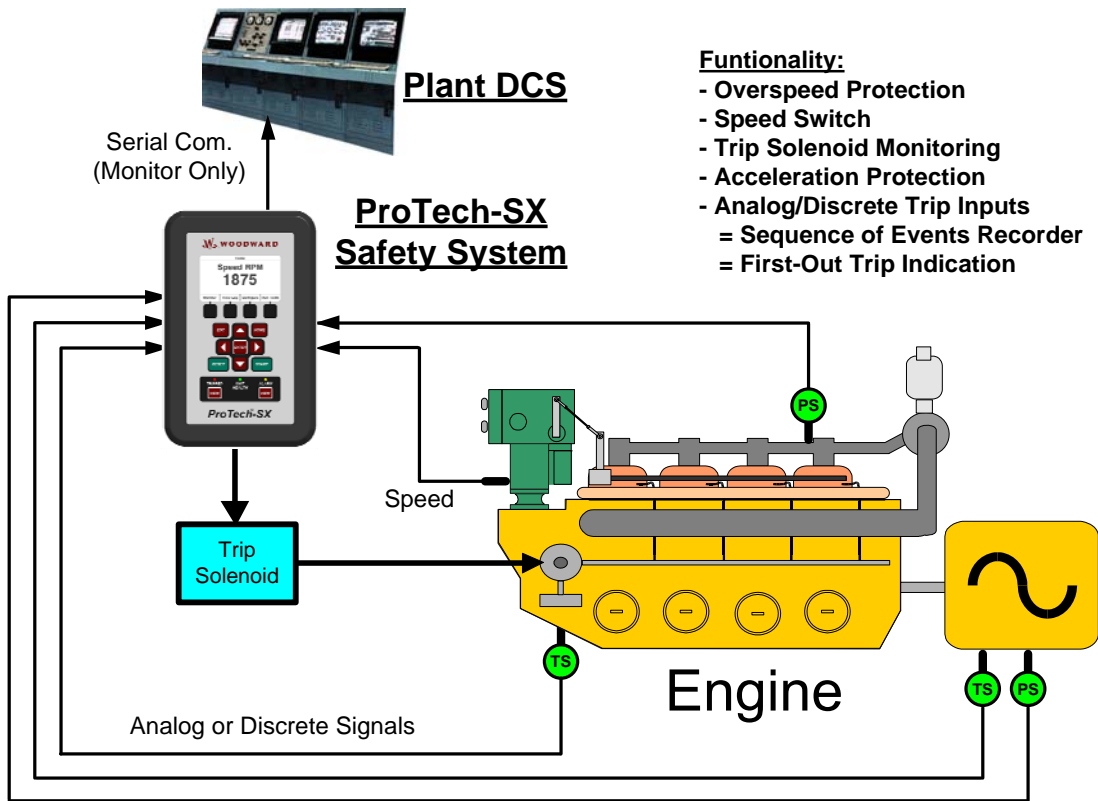 Plant DCS
Funtionality:
- Overspeed Protection
- Speed Switch
- Trip Solenoid Monitoring
- Acceleration Protection
- Analog/Discrete Trip Inputs
= Sequence of Events Recorder
= First-Out Trip Indication
Serial Com.
(Monitor Only)
ProTech-SX
Safety System
WOODWARD
Speed RPM
1875
ProTech-SX
PS
Speed
Trip
Solenoid
TS
Engine
TS
PS
Analog or Discrete Signals